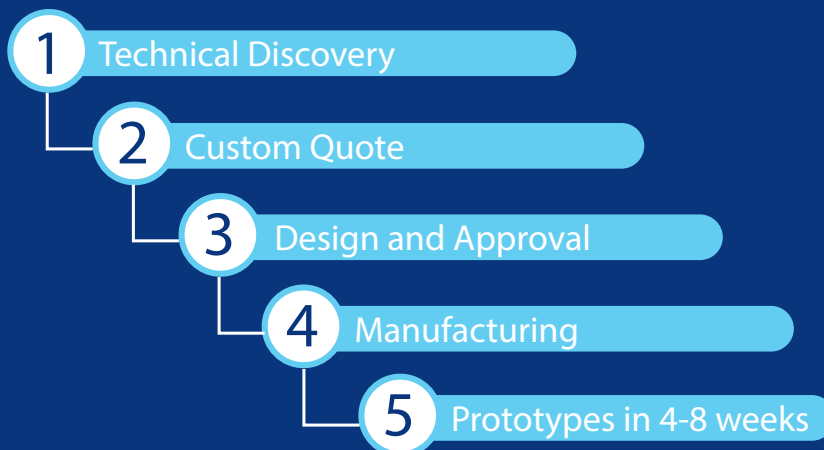 1 Technical Discovery
2 Custom Quote
3 Design and Approval
4 Manufacturing
5 Prototypes in 4-8 weeks